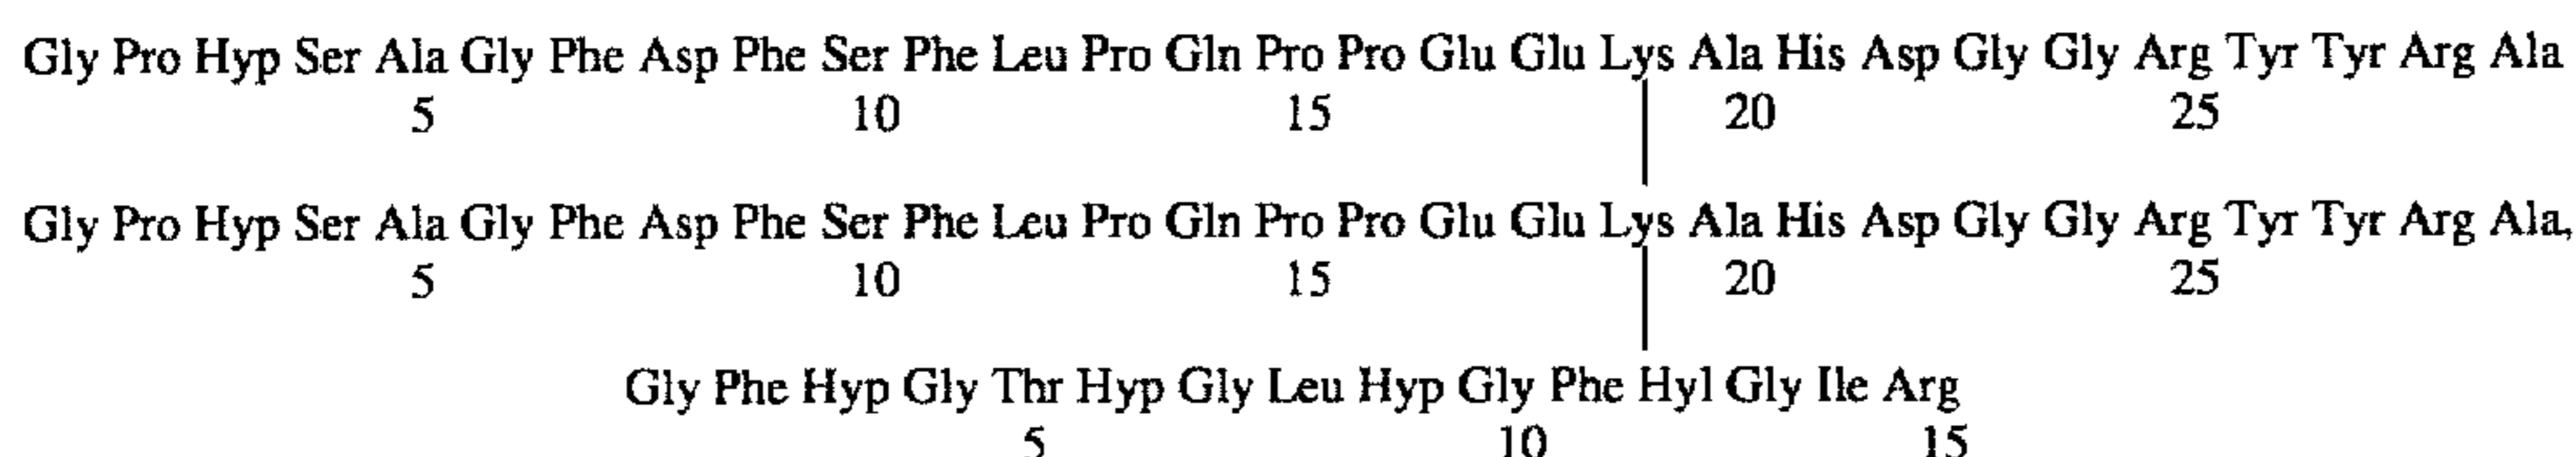 Gly Pro Hyp Ser Ala Gly Phe Asp Phe Ser Phe Leu Pro Gln Pro Pro Glu Glu Lys Ala His Asp Gly Gly Arg Tyr Tyr Arg Ala
5 10 15 20 25
Gly Pro Hyp Ser Ala Gly Phe Asp Phe Ser Phe Leu Pro Gln Pro Pro Glu Glu Lys Ala His Asp Gly Gly Arg Tyr Tyr Arg Ala,
5 10 15 20 25
Gly Phe Hyp Gly Thr Hyp Gly Leu Hyp Gly Phe Hyl Gly Ile Arg
5 10 15